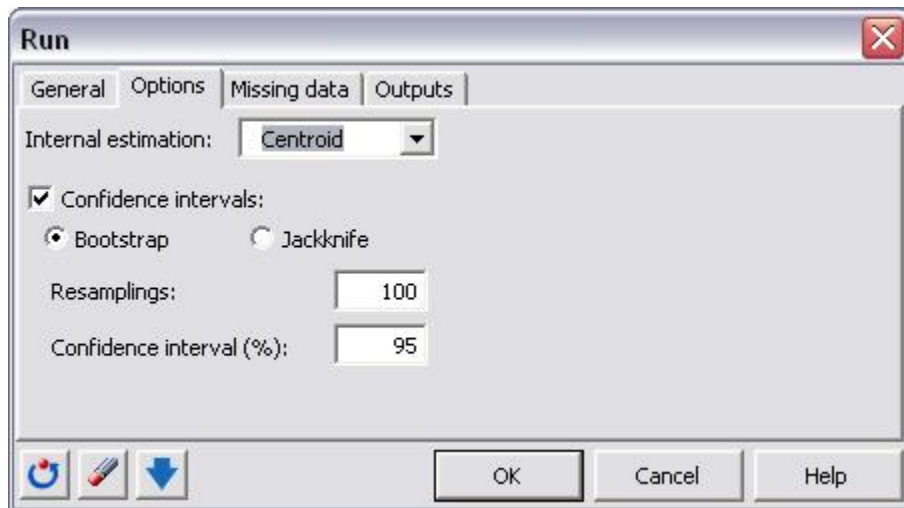 Run
General Options Missing data Outputs
Internal estimation: Centroid
Confidence intervals:
Bootstrap Jackknife
Resamplings: 100
Confidence interval (%): 95
OK Cancel Help